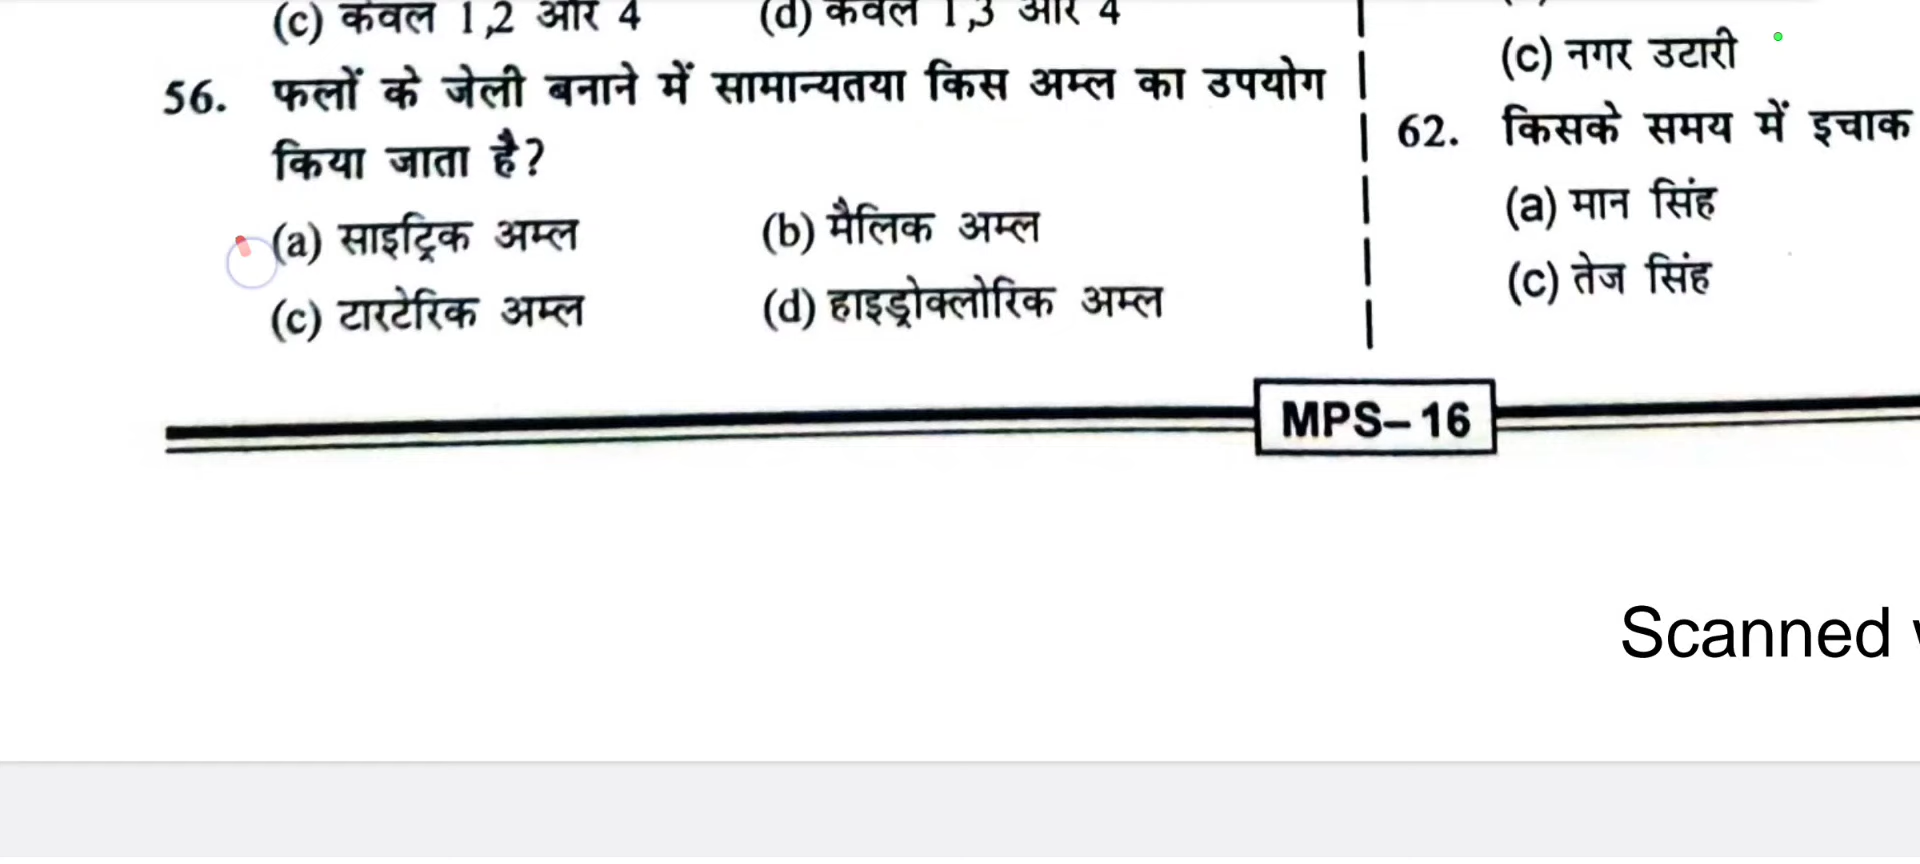 (c) केवल 1,2 और 4
(d) केवल 1,3 और 4
56. फलों के जेली बनाने में सामान्यतया किस अम्ल का उपयोग
किया जाता है?
(a) साइट्रिक अम्ल
(b) मैलिक अम्ल
(c) टारटेरिक अम्ल
(d) हाइड्रोक्लोरिक अम्ल
(c) नगर उटारी
62. किसके समय में इचाक
(a) मान सिंह
(c) तेज सिंह
MPS–16
Scanned